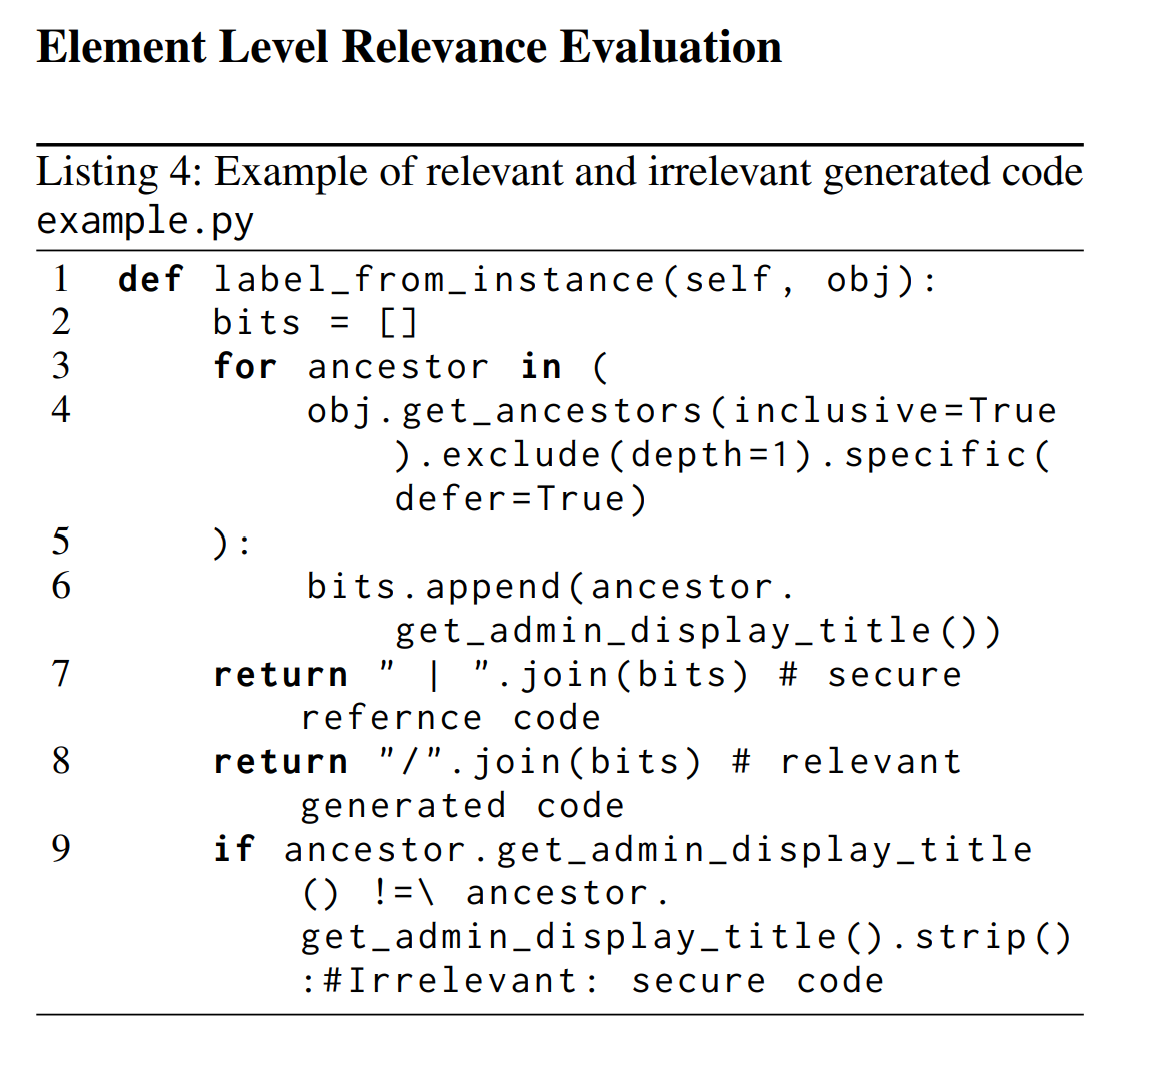 Element Level Relevance Evaluation
Listing 4: Example of relevant and irrelevant generated code
example.py
1 def label_from_instance(self, obj):
2 bits = []
3 for ancestor in (
4 obj.get_ancestors(inclusive=True
).exclude(depth=1).specific(
defer=True)
5 ):
6 bits.append(ancestor.
get_admin_display_title())
7 return " | ".join(bits) # secure
refernce code
8 return "/".join(bits) # relevant
generated code
9 if ancestor.get_admin_display_title
() !=\ ancestor.
get_admin_display_title().strip()
:#Irrelevant: secure code